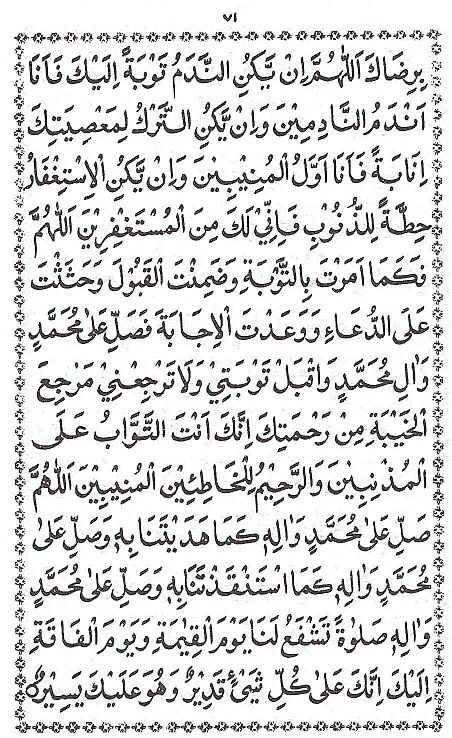 ٧١
بِرِضَاكَ اَللّٰهُمَّ اِنْ يَّكُنِ النَّدَمُ تَوْبَةً اِلَيْكَ فَاَنَا
اَنْدَمُ النَّادِمِيْنَ وَاِنْ يَّكُنِ التَّرْكُ لِمَعْصِيَتِكَ
اِنَابَةً فَاَنَا اَوَّلُ الْمُنِيْبِيْنَ وَاِنْ يَّكُنِ الْاِسْتِغْفَارُ
حِطَّةً لِلذُّنُوْبِ فَاِنِّيْ لَكَ مِنَ الْمُسْتَغْفِرِيْنَ اَللّٰهُمَّ
فَكَمَا اَمَرْتَ بِالتَّوْبَةِ وَضَمِنْتَ الْقَبُوْلَ وَحَثَثْتَ
عَلَى الدُّعَاءِ وَوَعَدْتَ الْاِجَابَةَ فَصَلِّ عَلٰى مُحَمَّدٍ
وَاٰلِ مُحَمَّدٍ وَاقْبَلْ تَوْبَتِيْ وَلَا تَرْجِعْنِيْ مَرْجِعَ
الْخَيْبَةِ مِنْ رَحْمَتِكَ اِنَّكَ اَنْتَ التَّوَّابُ عَلَى
الْمُذْنِبِيْنَ وَالرَّحِيْمُ لِلْخَاطِئِيْنَ الْمُنِيْبِيْنَ اَللّٰهُمَّ
صَلِّ عَلٰى مُحَمَّدٍ وَاٰلِهٖ كَمَا هَدَيْتَنَا بِهٖ وَصَلِّ عَلٰى
مُحَمَّدٍ وَاٰلِهٖ كَمَا اسْتَنْقَذْتَنَا بِهٖ وَصَلِّ عَلٰى مُحَمَّدٍ
وَاٰلِهٖ صَلٰوةً تَشْفَعُ لَنَا يَوْمَ الْقِيٰمَةِ وَيَوْمَ الْفَاقَةِ
اِلَيْكَ اِنَّكَ عَلٰى كُلِّ شَيْءٍ قَدِيْرٌ وَهُوَ عَلَيْكَ يَسِيْرٌ